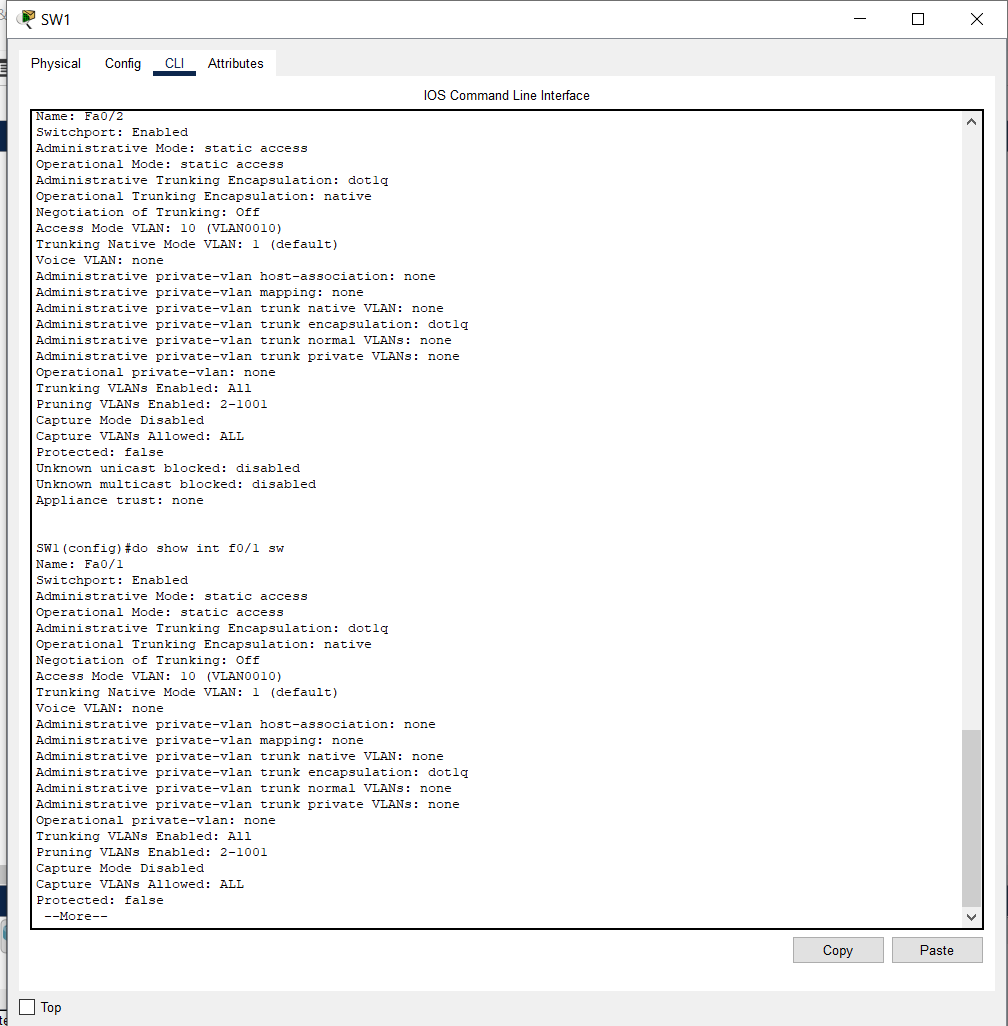 SW1
Physical Config CLI Attributes
IOS Command Line Interface
Name: Fa0/2
Switchport: Enabled
Administrative Mode: static access
Operational Mode: static access
Administrative Trunking Encapsulation: dot1q
Operational Trunking Encapsulation: native
Negotiation of Trunking: Off
Access Mode VLAN: 10 (VLAN0010)
Trunking Native Mode VLAN: 1 (default)
Voice VLAN: none
Administrative private-vlan host-association: none
Administrative private-vlan mapping: none
Administrative private-vlan trunk native VLAN: none
Administrative private-vlan trunk encapsulation: dot1q
Administrative private-vlan trunk normal VLANs: none
Administrative private-vlan trunk private VLANs: none
Operational private-vlan: none
Trunking VLANs Enabled: All
Pruning VLANs Enabled: 2-1001
Capture Mode Disabled
Capture VLANs Allowed: ALL
Protected: false
Unknown unicast blocked: disabled
Unknown multicast blocked: disabled
Appliance trust: none
SW1(config)#do show int f0/1 sw
Name: Fa0/1
Switchport: Enabled
Administrative Mode: static access
Operational Mode: static access
Administrative Trunking Encapsulation: dot1q
Operational Trunking Encapsulation: native
Negotiation of Trunking: Off
Access Mode VLAN: 10 (VLAN0010)
Trunking Native Mode VLAN: 1 (default)
Voice VLAN: none
Administrative private-vlan host-association: none
Administrative private-vlan mapping: none
Administrative private-vlan trunk native VLAN: none
Administrative private-vlan trunk encapsulation: dot1q
Administrative private-vlan trunk normal VLANs: none
Administrative private-vlan trunk private VLANs: none
Operational private-vlan: none
Trunking VLANs Enabled: All
Pruning VLANs Enabled: 2-1001
Capture Mode Disabled
Capture VLANs Allowed: ALL
Protected: false
--More--
Copy Paste
Top